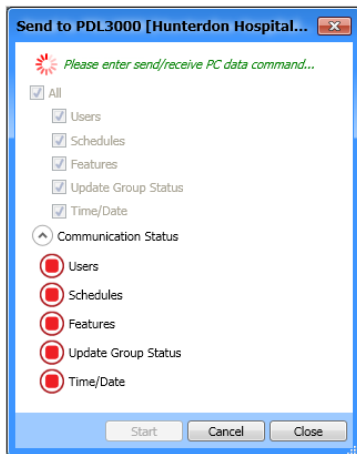 Send to PDL3000 [Hunterdon Hospital...
Please enter send/receive PC data command...
All
Users
Schedules
Features
Update Group Status
Time/Date
Communication Status
Users
Schedules
Features
Update Group Status
Time/Date
Start Cancel Close